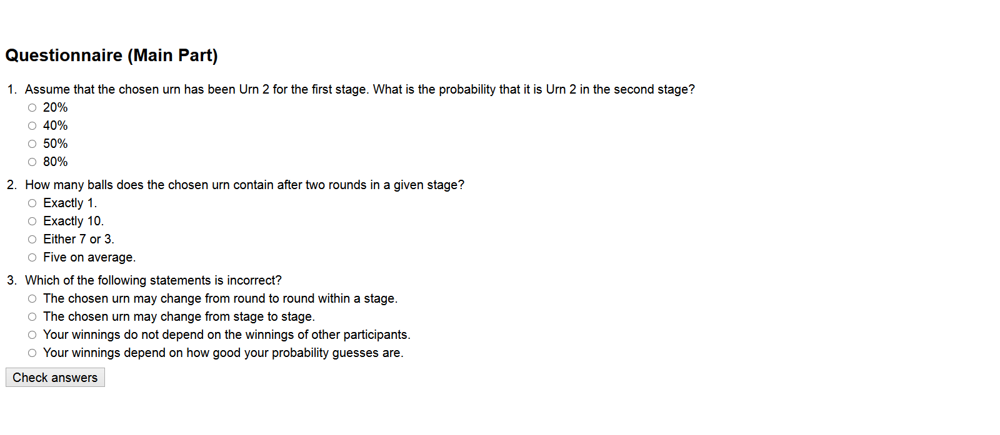 Questionnaire (Main Part)
1. Assume that the chosen urn has been Urn 2 for the first stage. What is the probability that it is Urn 2 in the second stage?
20%
40%
50%
80%
2. How many balls does the chosen urn contain after two rounds in a given stage?
Exactly 1.
Exactly 10.
Either 7 or 3.
Five on average.
3. Which of the following statements is incorrect?
The chosen urn may change from round to round within a stage.
The chosen urn may change from stage to stage.
Your winnings do not depend on the winnings of other participants.
Your winnings depend on how good your probability guesses are.
Check answers